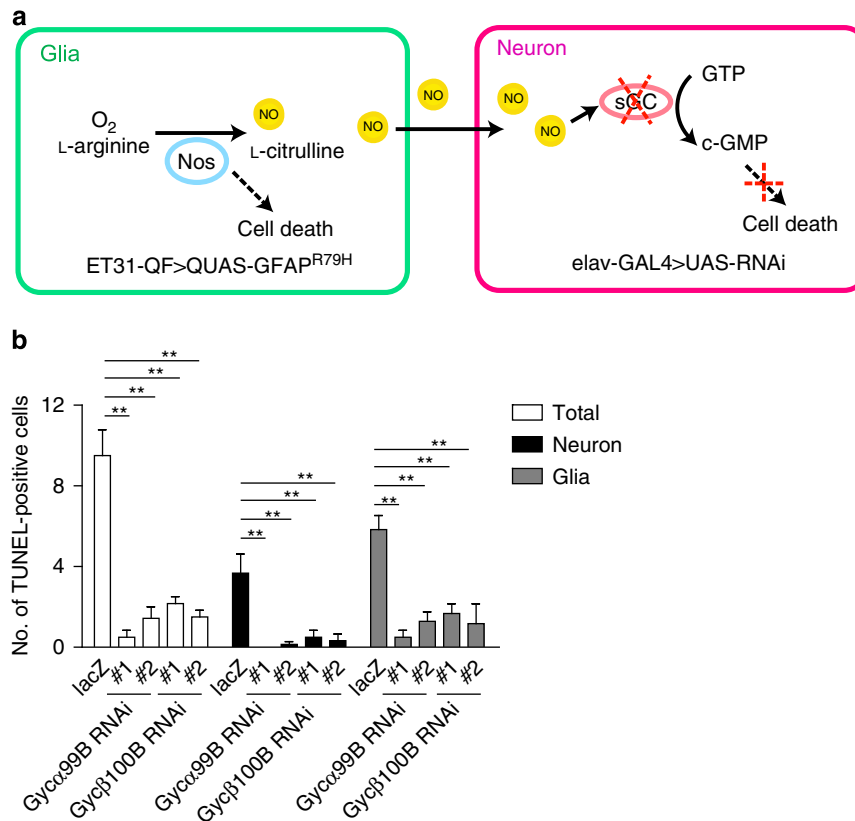 a
Glia
Neuron
O2
L-arginine
NO
L-citrulline
Nos
Cell death
ET31-QF>QUAS-GFAPR79H
NO
NO
NO
NO
sGC
GTP
c-GMP
Cell death
elav-GAL4>UAS-RNAi
b
No. of TUNEL-positive cells
12
8
4
0
**
**
**
**
**
**
**
**
**
**
**
**
Total
Neuron
Glia
lacZ
#1
#2
#1
#2
lacZ
#1
#2
#1
#2
lacZ
#1
#2
#1
#2
Gycα99B RNAi
Gycβ100B RNAi
Gycα99B RNAi
Gycβ100B RNAi
Gycα99B RNAi
Gycβ100B RNAi